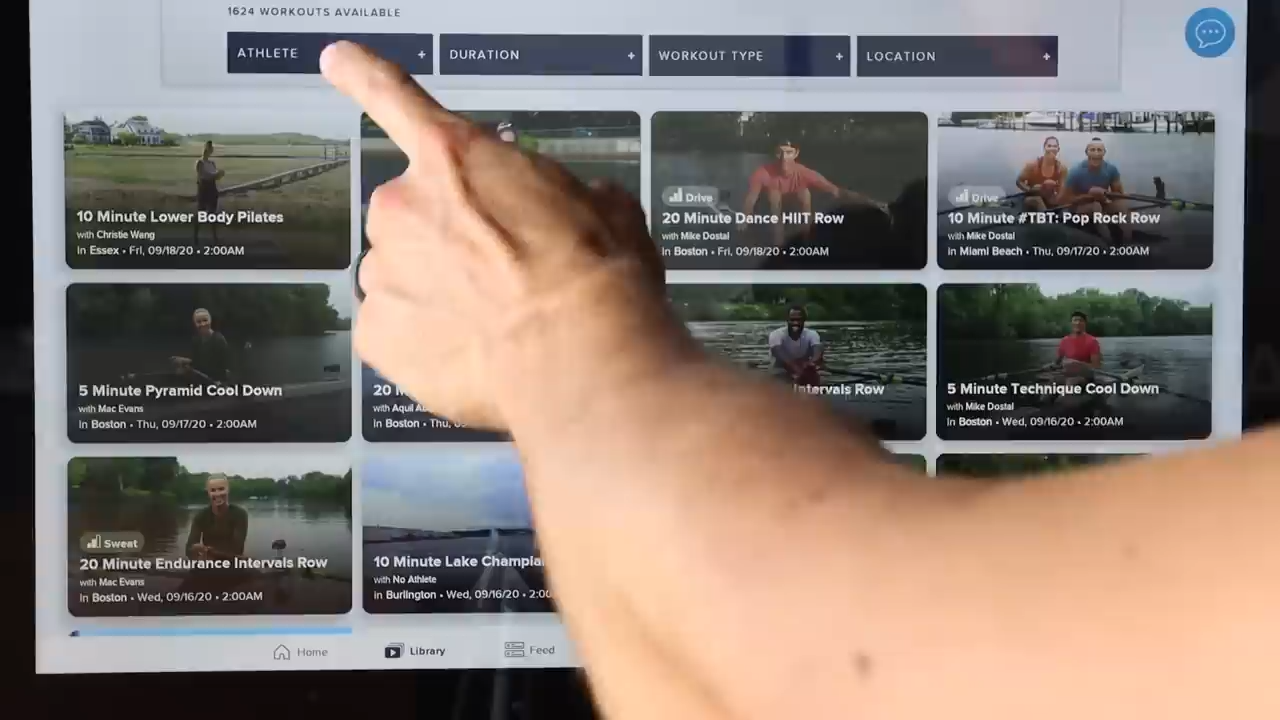 1624 WORKOUTS AVAILABLE
ATHLETE + DURATION + WORKOUT TYPE + LOCATION +
10 Minute Lower Body Pilates
with Christie Wang
In Essex • Fri, 09/18/20 • 2:00AM
Drive
20 Minute Dance HIIT Row
with Mike Dostal
In Boston • Fri, 09/18/20 • 2:00AM
Drive
10 Minute #TBT: Pop Rock Row
with Mike Dostal
In Miami Beach • Thu, 09/17/20 • 2:00AM
5 Minute Pyramid Cool Down
with Mac Evans
In Boston • Thu, 09/17/20 • 2:00AM
20
with Aquil
In Boston • Thu,
Intervals Row
5 Minute Technique Cool Down
with Mike Dostal
In Boston • Wed, 09/16/20 • 2:00AM
Sweat
20 Minute Endurance Intervals Row
with Mac Evans
In Boston • Wed, 09/16/20 • 2:00AM
10 Minute Lake
with No Athlete
In Burlington • Wed, 09/16/20 • 2:00
Home Library Feed